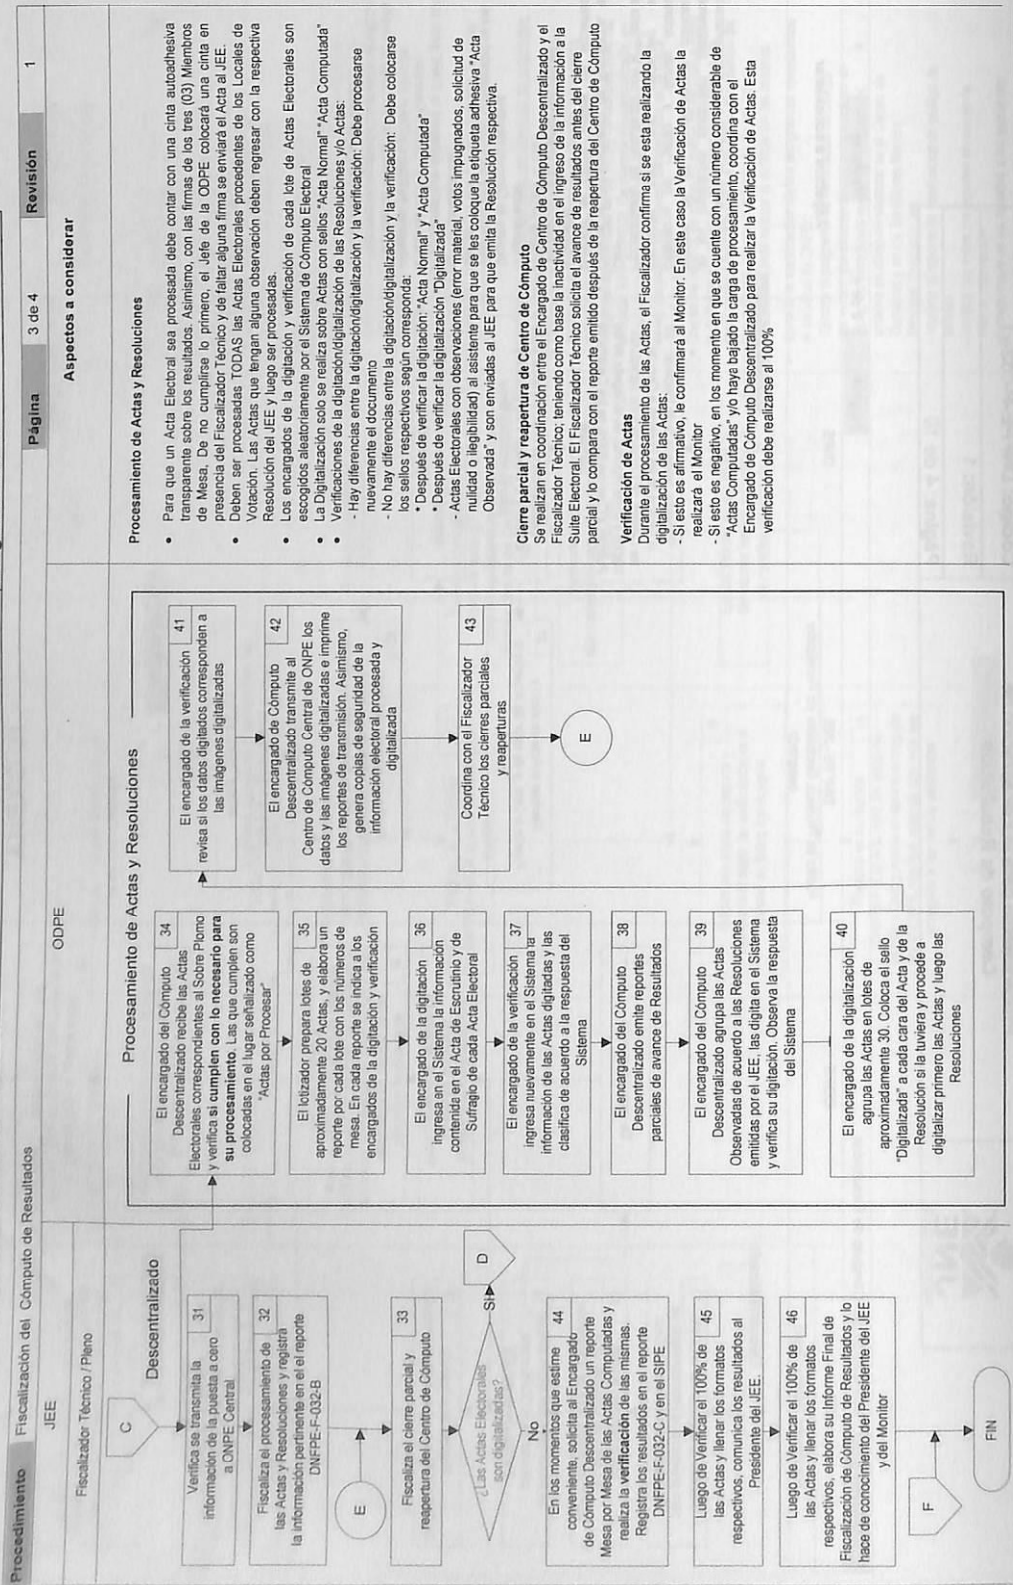 Procedimiento Fiscalización del Cómputo de Resultados
Página 3 de 4 Revisión 1
JEE
ODPE
Aspectos a considerar
Fiscalizador Técnico / Pleno
C
Descentralizado
31
Verifica se transmita la
información de la puesta a cero
a ONPE Central
32
Fiscaliza el procesamiento de
las Actas y Resoluciones y registra
la información pertinente en el reporte
DNFPE-F-032-B
E
33
Fiscaliza el cierre parcial y
reapertura del Centro de Cómputo
¿Las Actas Electorales
son digitalizadas?
Si
D
No
44
En los momentos que estime
conveniente, solicita al Encargado
de Cómputo Descentralizado un reporte
Mesa por Mesa de las Actas Computadas y
realiza la verificación de las mismas.
Registra los resultados en el reporte
DNFPE-F-032-C y en el SIPE
45
Luego de Verificar el 100% de
las Actas y llenar los formatos
respectivos, comunica los resultados al
Presidente del JEE.
46
Luego de Verificar el 100% de
las Actas y llenar los formatos
respectivos, elabora su Informe Final de
Fiscalización de Cómputo de Resultados y lo
hace de conocimiento del Presidente del JEE
y del Monitor
F
FIN
Procesamiento de Actas y Resoluciones
34
El encargado del Cómputo
Descentralizado recibe las Actas
Electorales correspondientes al Sobre Plomo
y verifica si cumplen con lo necesario para
su procesamiento. Las que cumplen son
colocadas en el lugar señalizado como
"Actas por Procesar"
35
El lotizador prepara lotes de
aproximadamente 20 Actas, y elabora un
reporte por cada lote con los números de
mesa. En cada reporte se indica a los
encargados de la digitación y verificación
36
El encargado de la digitación
ingresa en el Sistema la información
contenida en el Acta de Escrutinio y de
Sufragio de cada Acta Electoral
37
El encargado de la verificación
ingresa nuevamente en el Sistema la
información de las Actas digitadas y las
clasifica de acuerdo a la respuesta del
Sistema
38
El encargado del Cómputo
Descentralizado emite reportes
parciales de avance de Resultados
39
El encargado del Cómputo
Descentralizado agrupa las Actas
Observadas de acuerdo a las Resoluciones
emitidas por el JEE, las digita en el Sistema
y verifica su digitación. Observa la respuesta
del Sistema
40
El encargado de la digitalización
agrupa las Actas en lotes de
aproximadamente 30. Coloca el sello
"Digitalizada" a cada cara del Acta y de la
Resolución si la tuviera y procede a
digitalizar primero las Actas y luego las
Resoluciones
41
El encargado de la verificación
revisa si los datos digitados corresponden a
las imágenes digitalizadas
42
El encargado de Cómputo
Descentralizado transmite al
Centro de Cómputo Central de ONPE los
datos y las imágenes digitalizadas e imprime
los reportes de transmisión. Asimismo,
genera copias de seguridad de la
información electoral procesada y
digitalizada
43
Coordina con el Fiscalizador
Técnico los cierres parciales
y reaperturas
E
Procesamiento de Actas y Resoluciones
• Para que un Acta Electoral sea procesada debe contar con una cinta autoadhesiva
transparente sobre los resultados. Asimismo, con las firmas de los tres (03) Miembros
de Mesa. De no cumplirse lo primero, el Jefe de la ODPE colocará una cinta en
presencia del Fiscalizador Técnico y de faltar alguna firma se enviará el Acta al JEE.
• Deben ser procesadas TODAS las Actas Electorales procedentes de los Locales de
Votación. Las Actas que tengan alguna observación deben regresar con la respectiva
Resolución del JEE y luego ser procesadas.
• Los encargados de la digitación y verificación de cada lote de Actas Electorales son
escogidos aleatoriamente por el Sistema de Cómputo Electoral
• La Digitalización solo se realiza sobre Actas con sellos "Acta Normal" "Acta Computada"
• Verificaciones de la digitación/digitalización de las Resoluciones y/o Actas:
- Hay diferencias entre la digitación/digitalización y la verificación: Debe procesarse
nuevamente el documento
- No hay diferencias entre la digitación/digitalización y la verificación: Debe colocarse
los sellos respectivos según corresponda:
* Después de verificar la digitación: "Acta Normal" y "Acta Computada"
* Después de verificar la digitalización "Digitalizada"
- Actas Electorales con observaciones (error material, votos impugnados, solicitud de
nulidad o ilegibilidad) al asistente para que se les coloque la etiqueta adhesiva "Acta
Observada" y son enviadas al JEE para que emita la Resolución respectiva.
Cierre parcial y reapertura de Centro de Cómputo
Se realizan en coordinación entre el Encargado de Centro de Cómputo Descentralizado y el
Fiscalizador Técnico; teniendo como base la inactividad en el ingreso de la información a la
Suite Electoral. El Fiscalizador Técnico solicita el avance de resultados antes del cierre
parcial y lo compara con el reporte emitido después de la reapertura del Centro de Cómputo
Verificación de Actas
Durante el procesamiento de las Actas, el Fiscalizador confirma si se esta realizando la
digitalización de las Actas:
- Si esto es afirmativo, le confirmará al Monitor. En este caso la Verificación de Actas la
realizará el Monitor
- Si esto es negativo, en los momento en que se cuente con un número considerable de
"Actas Computadas" y/o haya bajado la carga de procesamiento, coordina con el
Encargado de Cómputo Descentralizado para realizar la Verificación de Actas. Esta
verificación debe realizarse al 100%